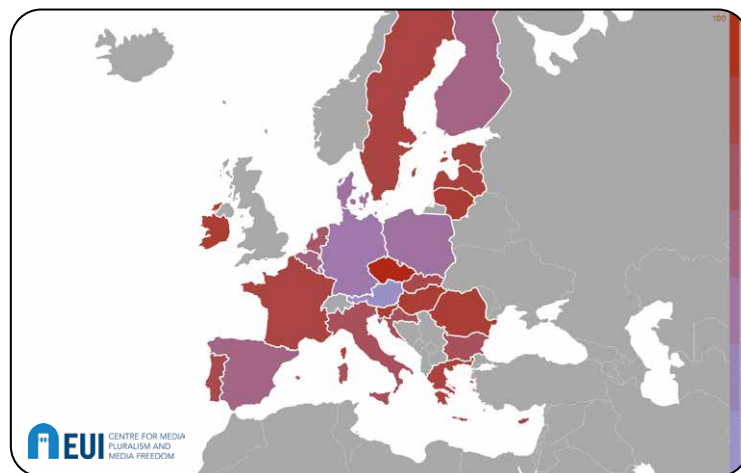 100
EUI
CENTRE FOR MEDIA
PLURALISM AND
MEDIA FREEDOM